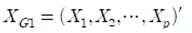 X_{G1} = (X_1, X_2, ⋯, X_p)′